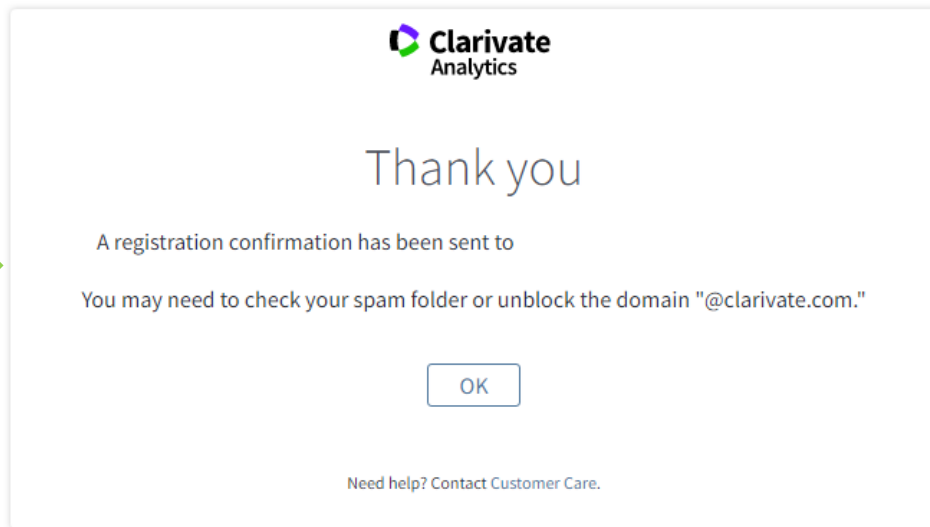 Clarivate
Analytics
Thank you
A registration confirmation has been sent to
You may need to check your spam folder or unblock the domain "@clarivate.com."
OK
Need help? Contact Customer Care.